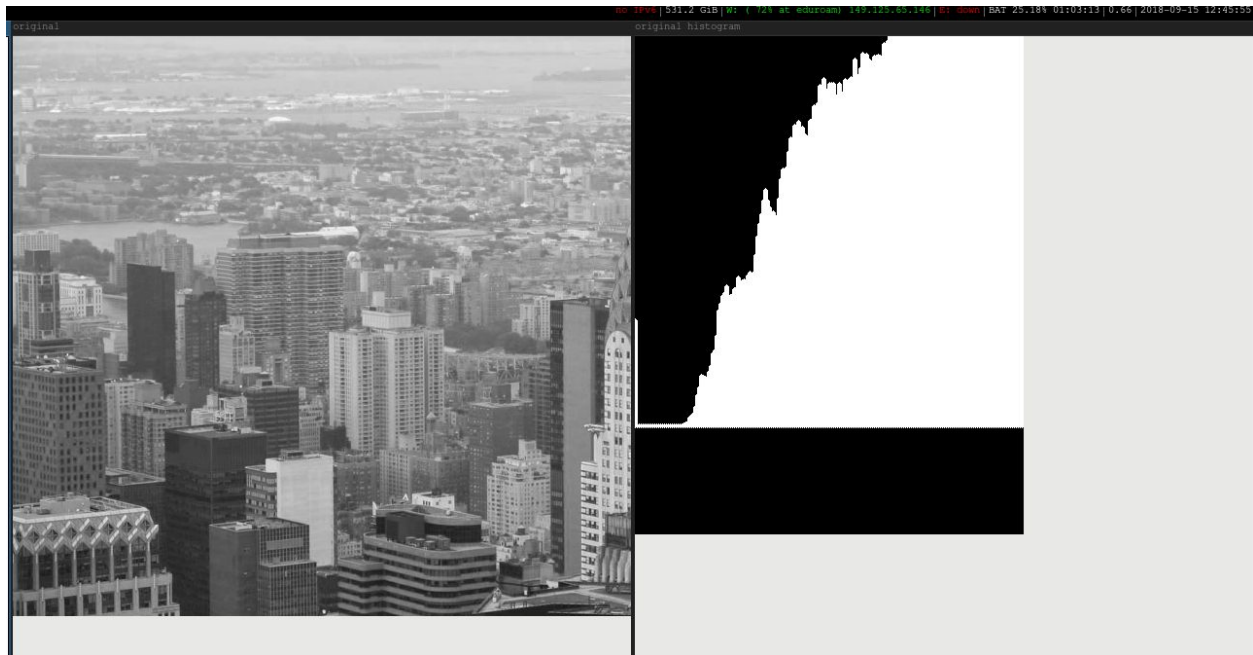 no IPv6|531.2 GiB|W: ( 72% at eduroam) 149.125.65.146|E: down|BAT 25.18% 01:03:13|0.66|2018-09-15 12:45:55
original
original histogram